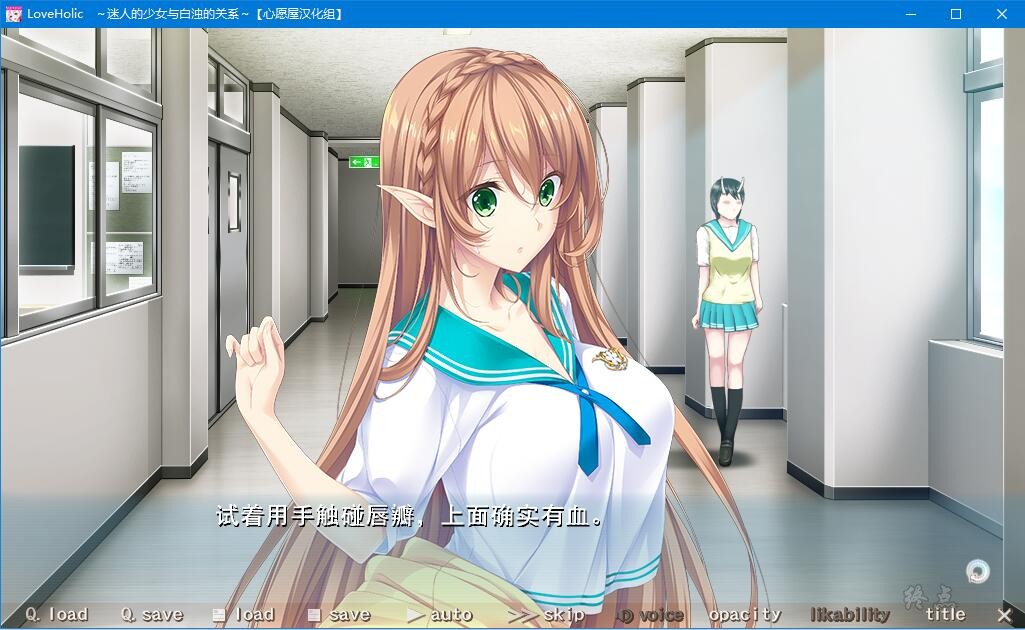 LoveHolic ～迷人的少女与白浊的关系～【心愿屋汉化组】
试着用手触碰唇瓣，上面确实有血。
终点
Q. load Q. save load save auto skip voice opacity likability title